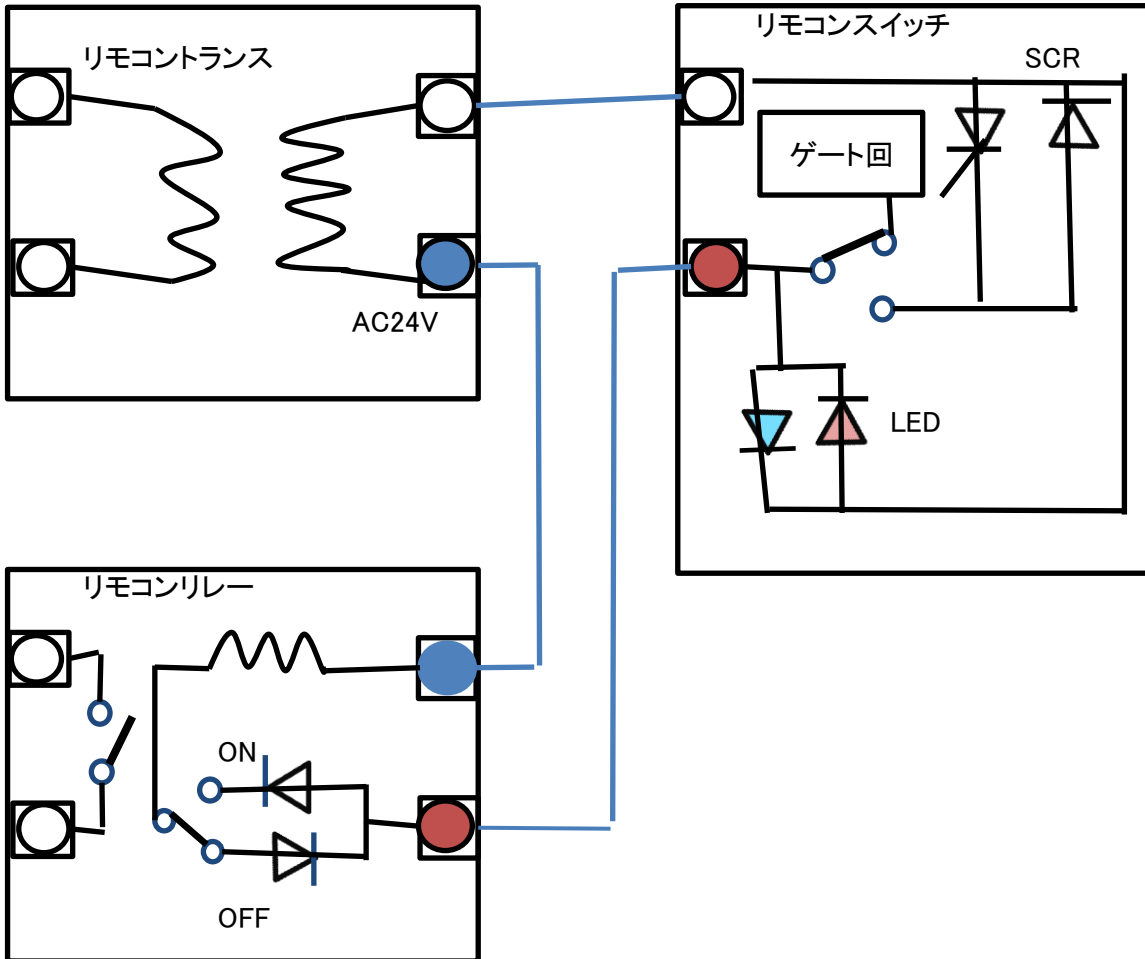 リモコントランス
AC24V
リモコンスイッチ
SCR
ゲート回
LED
リモコンリレー
ON
OFF